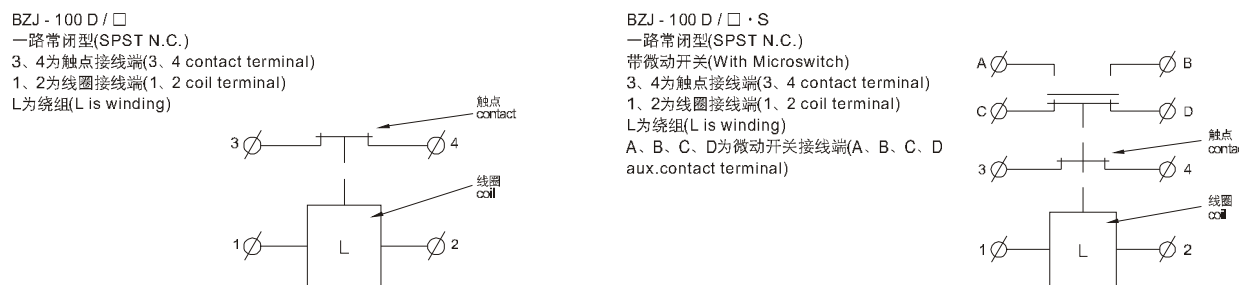 BZJ - 100 D / □
一路常闭型(SPST N.C.)
3、4为触点接线端(3、4 contact terminal)
1、2为线圈接线端(1、2 coil terminal)
L为绕组(L is winding)
触点
contact
3
4
线圈
coil
1
L
2
BZJ - 100 D / □ · S
一路常闭型(SPST N.C.)
带微动开关(With Microswitch)
3、4为触点接线端(3、4 contact terminal)
1、2为线圈接线端(1、2 coil terminal)
L为绕组(L is winding)
A、B、C、D为微动开关接线端(A、B、C、D
aux.contact terminal)
A
B
C
D
触点
conta
3
4
线圈
coil
1
L
2